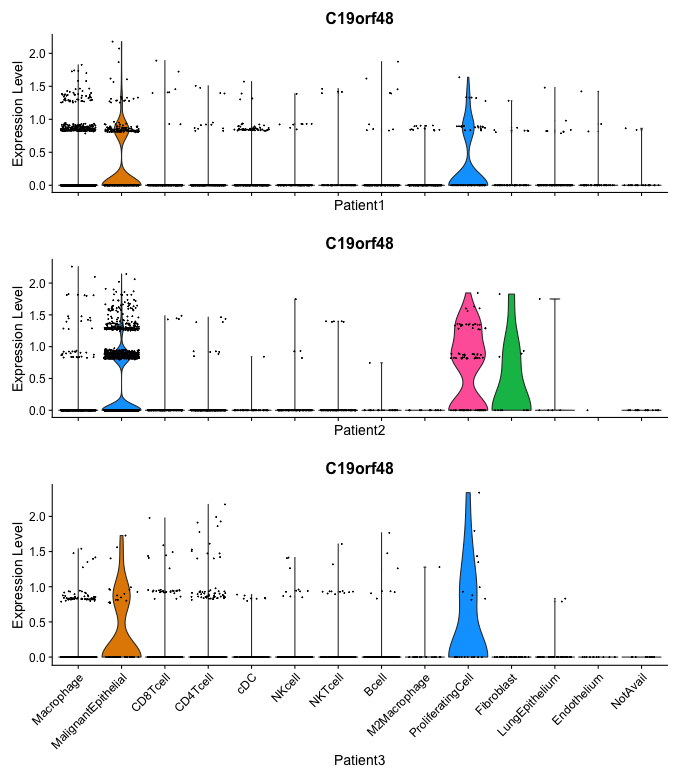 C19orf48
Expression Level
2.0
1.5
1.0
0.5
0.0
Patient1
C19orf48
Expression Level
2.0
1.5
1.0
0.5
0.0
Patient2
C19orf48
Expression Level
2.0
1.5
1.0
0.5
0.0
Macrophage
MalignantEpithelial
CD8Tcell
CD4Tcell
cDC
NKcell
NKTcell
Bcell
M2Macrophage
ProliferatingCell
Fibroblast
LungEpithelium
Endothelium
NotAvail
Patient3